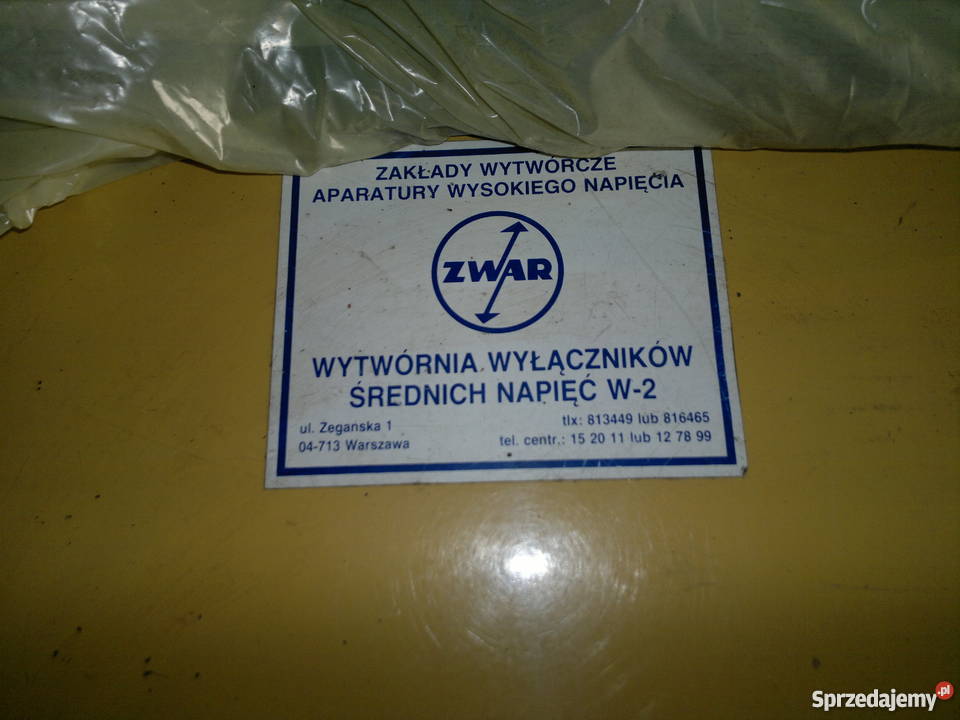 ZAKŁADY WYTWÓRCZE
APARATURY WYSOKIEGO NAPIĘCIA
ZWAR
WYTWÓRNIA WYŁĄCZNIKÓW
ŚREDNICH NAPIĘĆ W-2
ul. Żegańska 1
04-713 Warszawa
tlx: 813449 lub 816465
tel. centr.: 15 20 11 lub 12 78 99
Sprzedajemy.pl